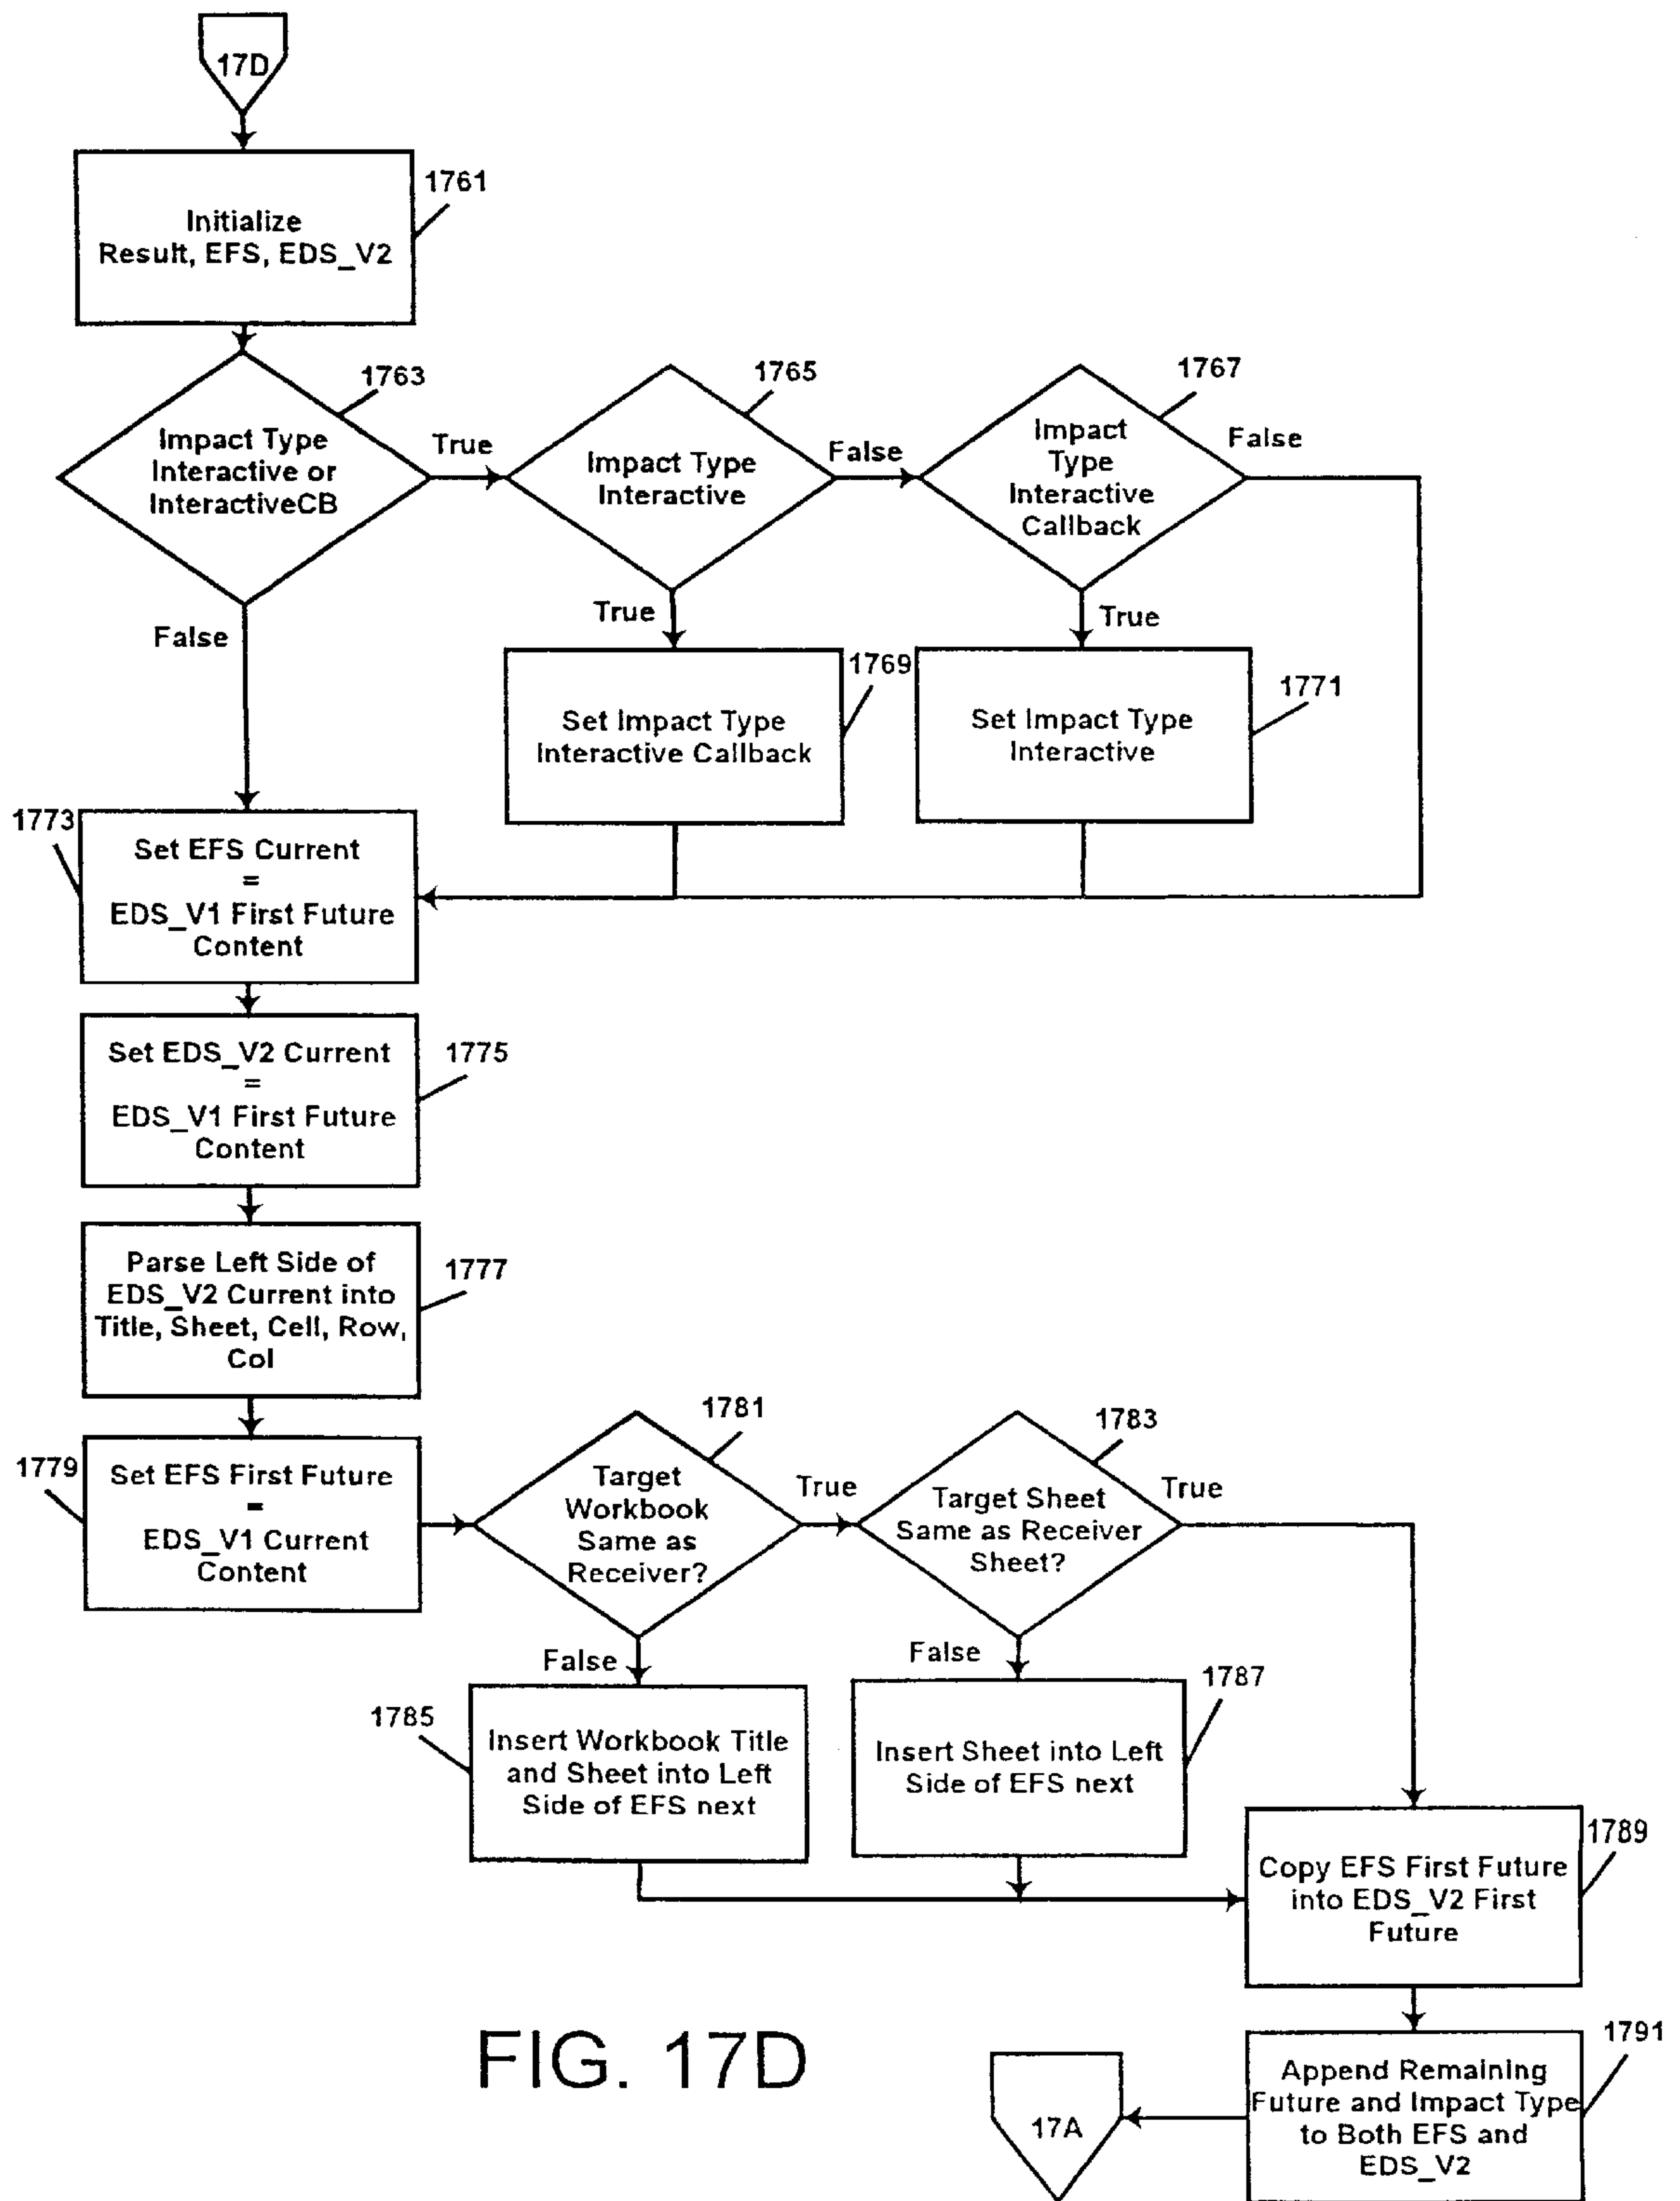 17D
1761
Initialize
Result, EFS, EDS_V2
1763
Impact Type
Interactive or
InteractiveCB
True
1765
Impact Type
Interactive
False
1767
Impact
Type
Interactive
Callback
False
False
True
True
1769
Set Impact Type
Interactive Callback
1771
Set Impact Type
Interactive
1773
Set EFS Current
=
EDS_V1 First Future
Content
Set EDS_V2 Current
=
EDS_V1 First Future
Content
1775
Parse Left Side of
EDS_V2 Current into
Title, Sheet, Cell, Row,
Col
1777
1779
Set EFS First Future
=
EDS_V1 Current
Content
1781
Target
Workbook
Same as
Receiver?
True
1783
Target Sheet
Same as Receiver
Sheet?
True
False
False
1785
Insert Workbook Title
and Sheet into Left
Side of EFS next
1787
Insert Sheet into Left
Side of EFS next
1789
Copy EFS First Future
into EDS_V2 First
Future
1791
Append Remaining
Future and Impact Type
to Both EFS and
EDS_V2
17A
FIG. 17D